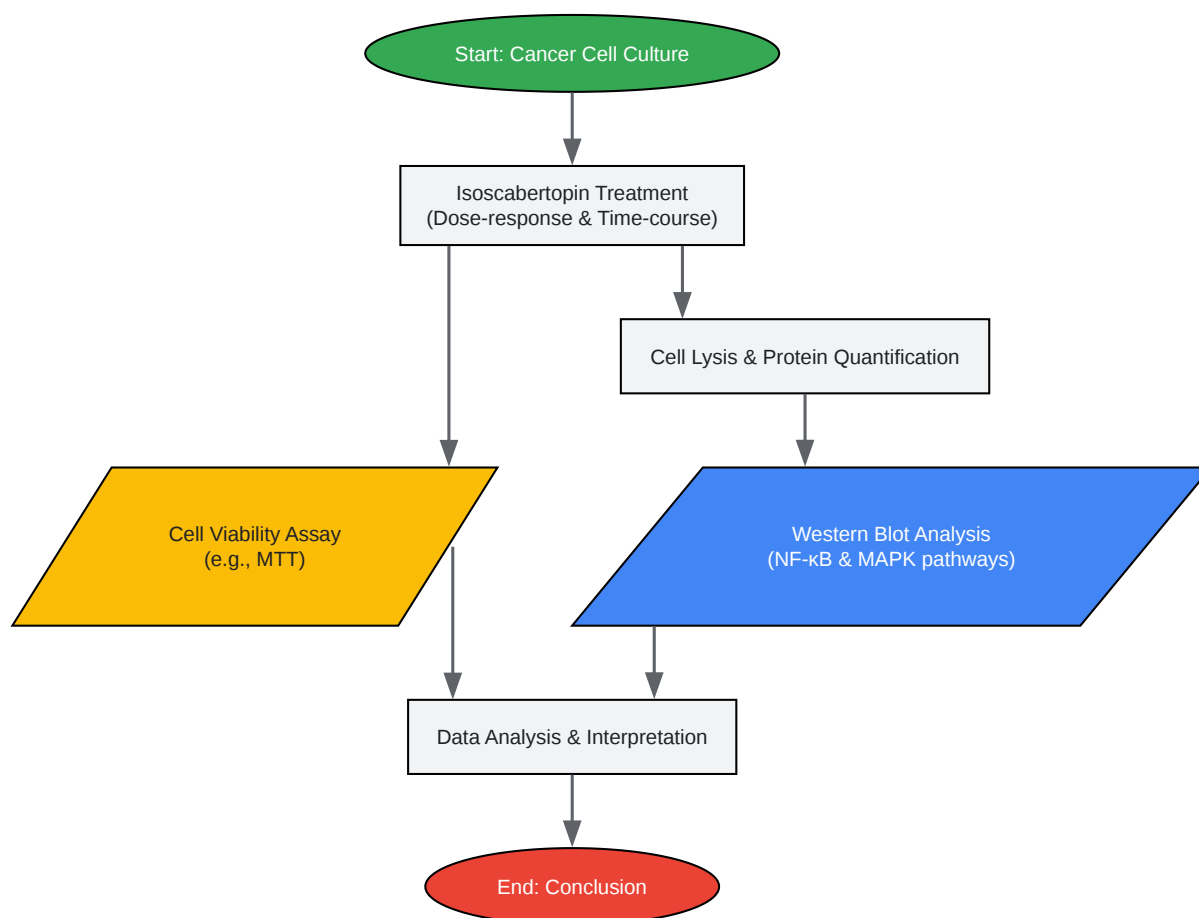 Start: Cancer Cell Culture
Isoscabertopin Treatment
(Dose-response & Time-course)
Cell Lysis & Protein Quantification
Cell Viability Assay
(e.g., MTT)
Western Blot Analysis
(NF-κB & MAPK pathways)
Data Analysis & Interpretation
End: Conclusion